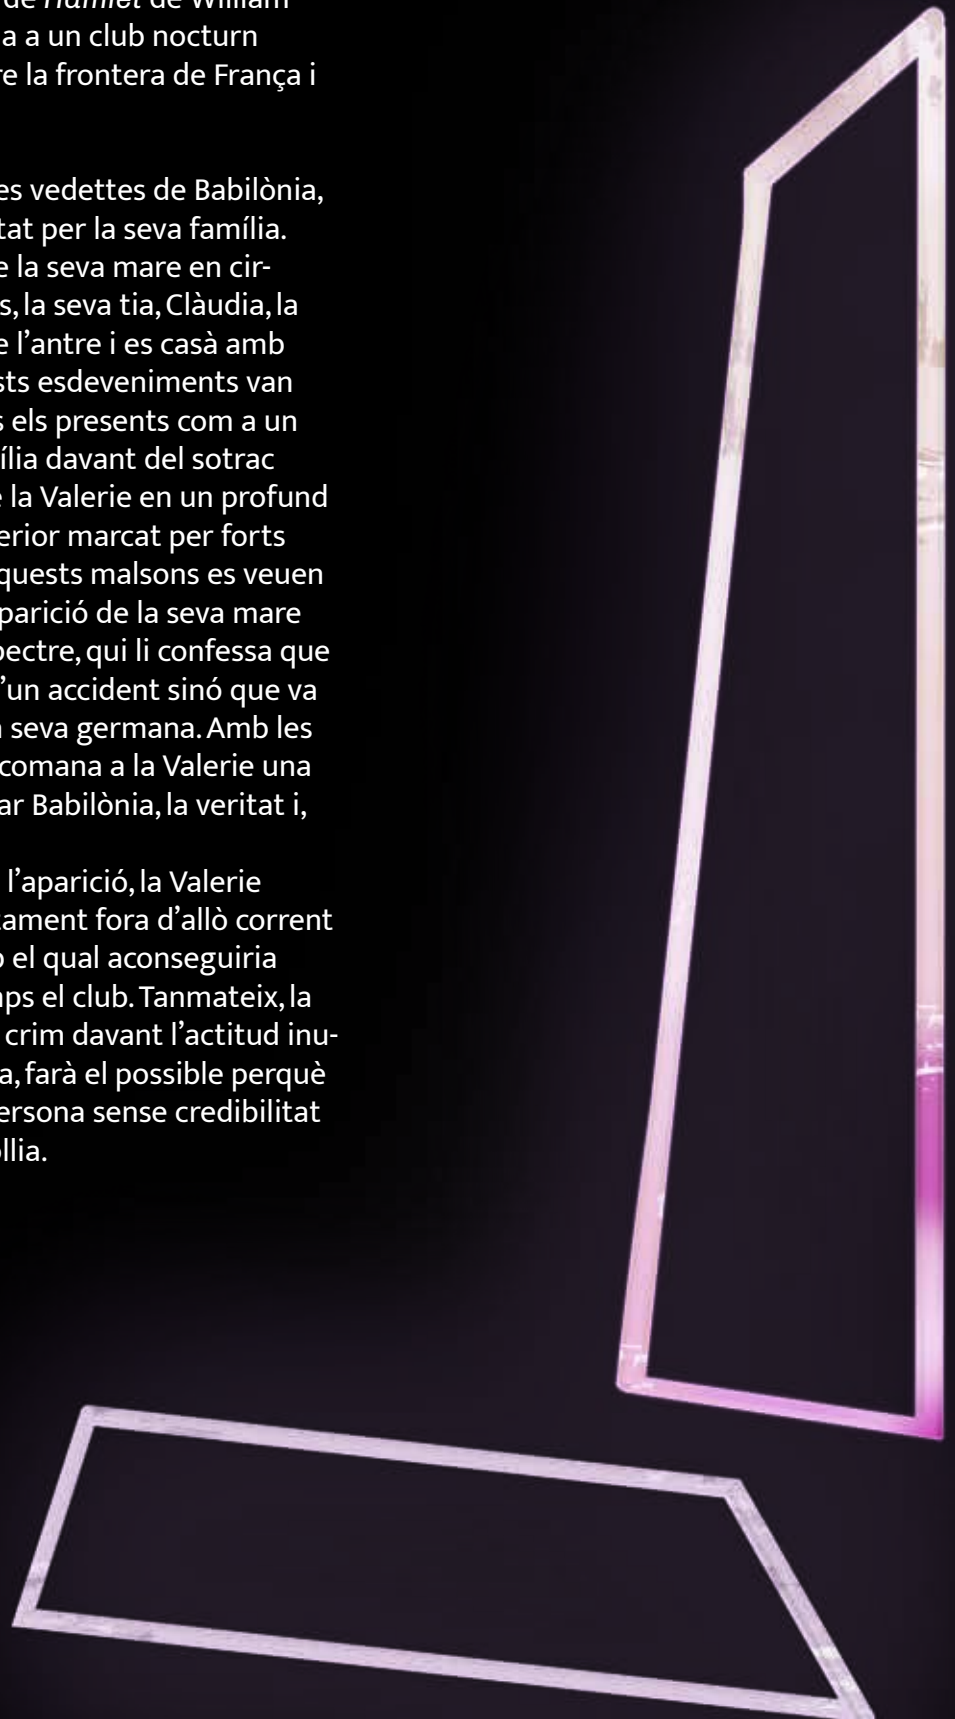 de Hamlet de William
a a un club nocturn
re la frontera de França i
es vedettes de Babilònia,
tat per la seva família.
e la seva mare en cir-
s, la seva tia, Clàudia, la
e l'antre i es casà amb
sts esdeveniments van
s els presents com a un
ília davant del sotrac
e la Valerie en un profund
erior marcat per forts
quests malsons es veuen
parició de la seva mare
pectre, qui li confessa que
'un accident sinó que va
a seva germana. Amb les
comana a la Valerie una
ar Babilònia, la veritat i,
l'aparició, la Valerie
tament fora d'allò corrent
b el qual aconseguiria
mps el club. Tanmateix, la
crim davant l'actitud inu-
a, farà el possible perquè
ersona sense credibilitat
ollia.